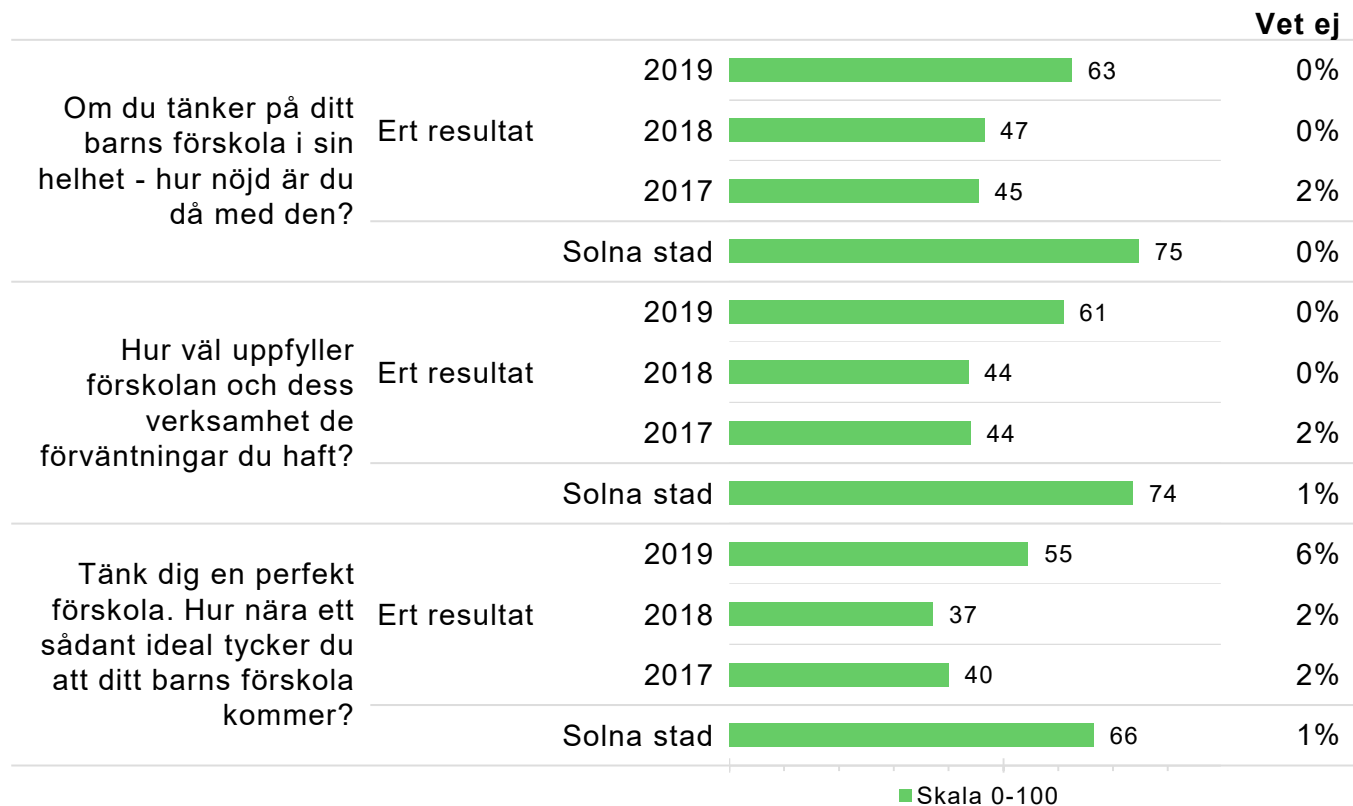 Vet ej
Om du tänker på ditt
barns förskola i sin
helhet - hur nöjd är du
då med den?
Ert resultat
2019 63 0%
2018 47 0%
2017 45 2%
Solna stad 75 0%
Hur väl uppfyller
förskolan och dess
verksamhet de
förväntningar du haft?
Ert resultat
2019 61 0%
2018 44 0%
2017 44 2%
Solna stad 74 1%
Tänk dig en perfekt
förskola. Hur nära ett
sådant ideal tycker du
att ditt barns förskola
kommer?
Ert resultat
2019 55 6%
2018 37 2%
2017 40 2%
Solna stad 66 1%
Skala 0-100